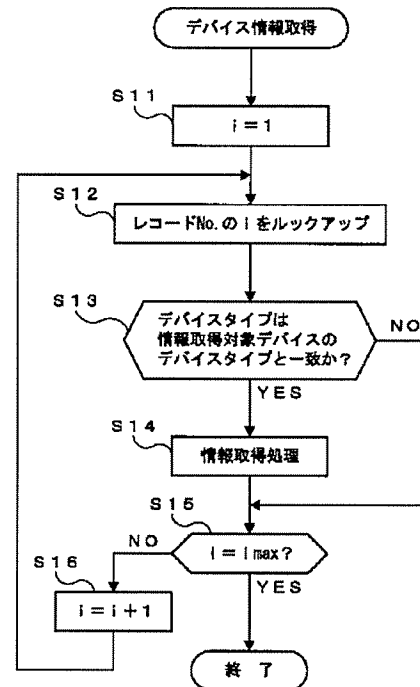 デバイス情報取得
S11
i=1
S12
レコードNo.のiをルックアップ
S13
デバイスタイプは
情報取得対象デバイスの
デバイスタイプと一致か?
NO
YES
S14
情報取得処理
S15
i=imax?
NO
YES
S16
i=i+1
終 了